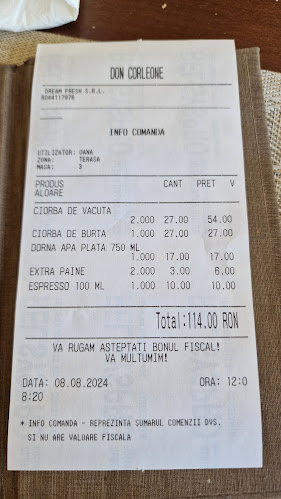 DON CORLEONE
DREAM FRESH S.R.L.
RO44117976
INFO COMANDA
UTILIZATOR: OANA
ZONA: TERASA
MASA: 3
PRODUS CANT PRET V
ALOARE
CIORBA DE VACUTA
2.000 27.00 54.00
CIORBA DE BURTA 1.000 27.00 27.00
DORNA APA PLATA 750 ML
1.000 17.00 17.00
EXTRA PAINE 2.000 3.00 6.00
ESPRESSO 100 ML 1.000 10.00 10.00
Total:114.00 RON
VA RUGAM ASTEPTATI BONUL FISCAL!
VA MULTUMIM!
DATA: 08.08.2024 ORA: 12:0
8:20
* INFO COMANDA - REPREZINTA SUMARUL COMENZII DVS.
SI NU ARE VALOARE FISCALA